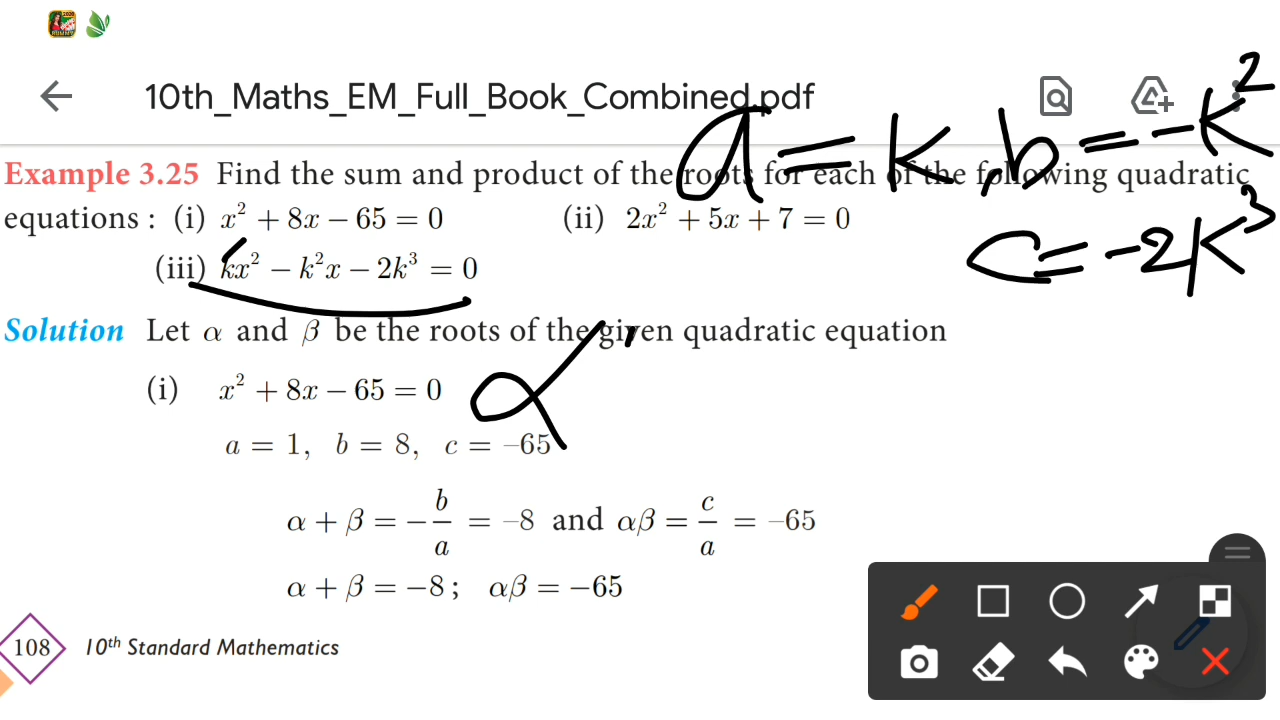 10th_Maths_EM_Full_Book_Combined.pdf
a = k, b = -k²
Example 3.25 Find the sum and product of the roots for each of the following quadratic
equations : (i) x² + 8x – 65 = 0 (ii) 2x² + 5x + 7 = 0
c = -2k³
(iii) kx² – k²x – 2k³ = 0
Solution Let α and β be the roots of the given quadratic equation
α
(i) x² + 8x – 65 = 0
a = 1, b = 8, c = –65
α + β = – b/a = –8 and αβ = c/a = –65
α + β = –8 ; αβ = –65
108 10th Standard Mathematics